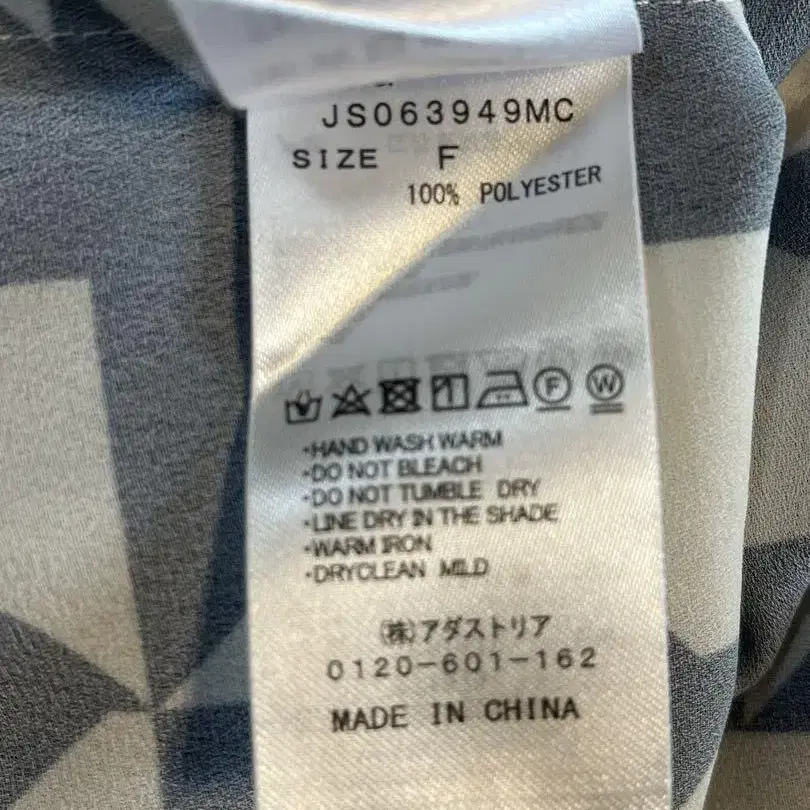 JS063949MC
SIZE F
100% POLYESTER
F W
・HAND WASH WARM
・DO NOT BLEACH
・DO NOT TUMBLE DRY
・LINE DRY IN THE SHADE
・WARM IRON
・DRYCLEAN MILD
(株)アダストリア
0120-601-162
MADE IN CHINA